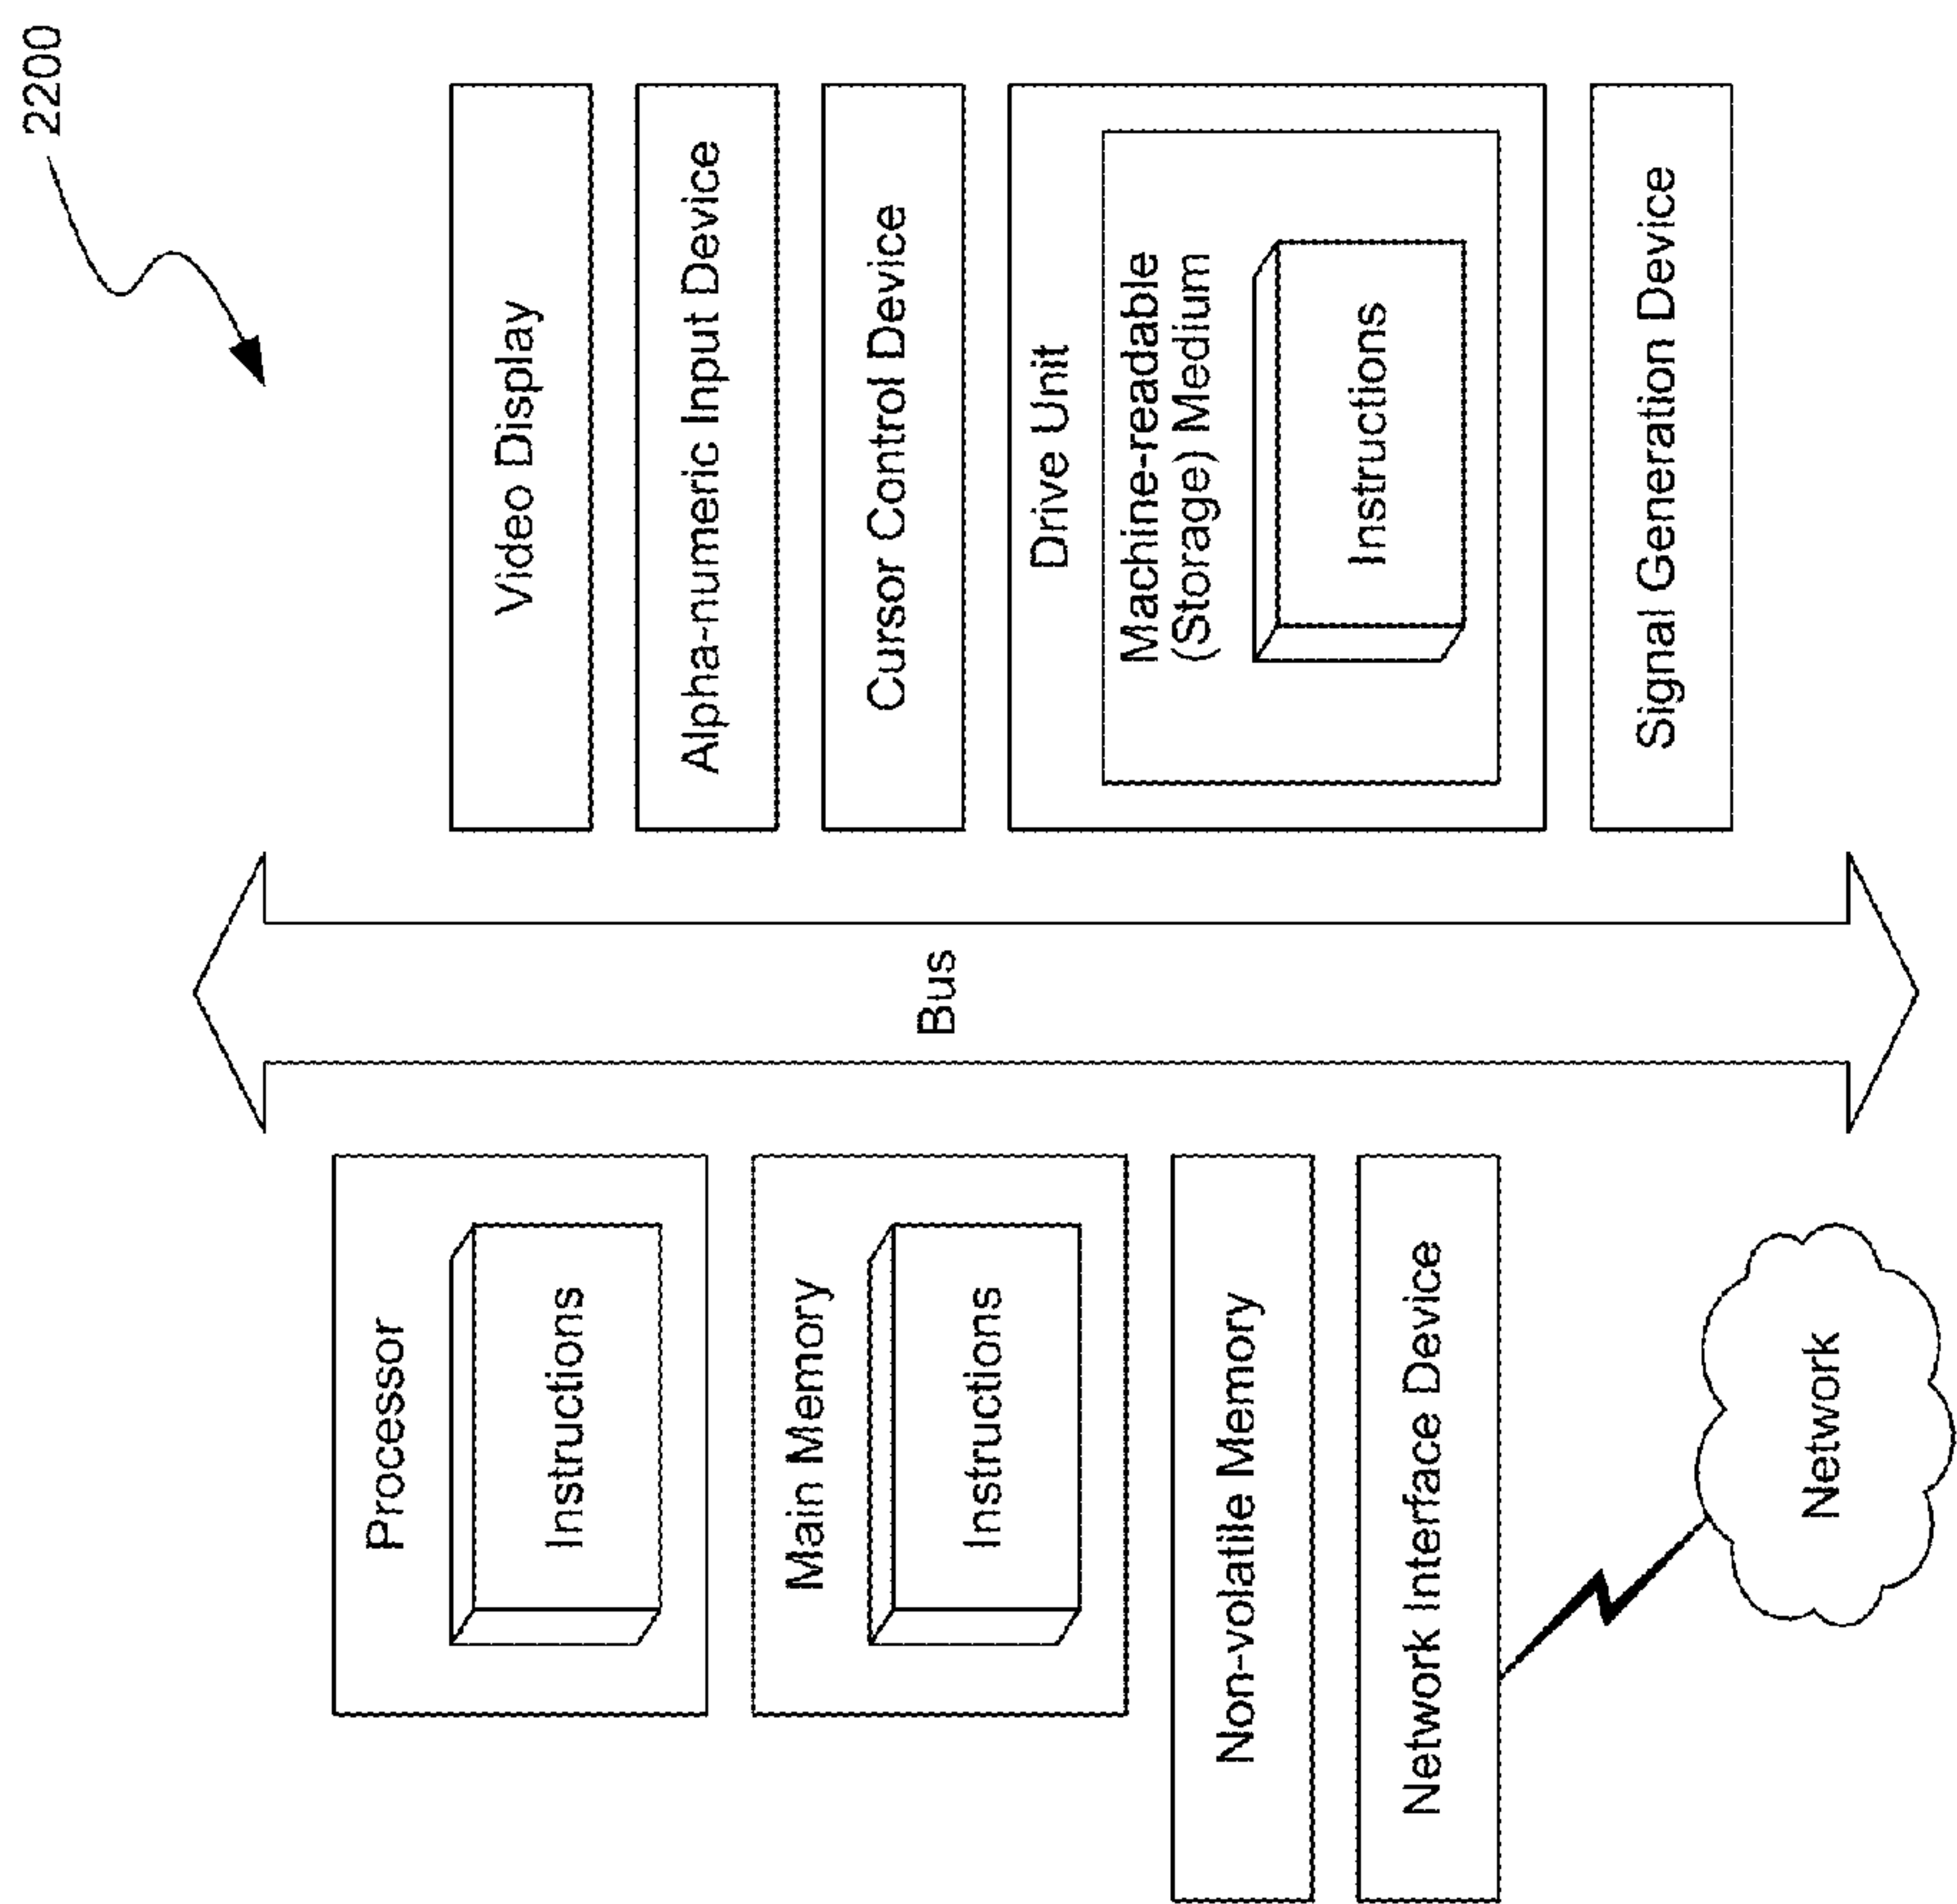 2200
Processor
Instructions
Main Memory
Instructions
Non-volatile Memory
Network Interface Device
Network
Bus
Video Display
Alpha-numeric Input Device
Cursor Control Device
Drive Unit
Machine-readable
(Storage) Medium
Instructions
Signal Generation Device